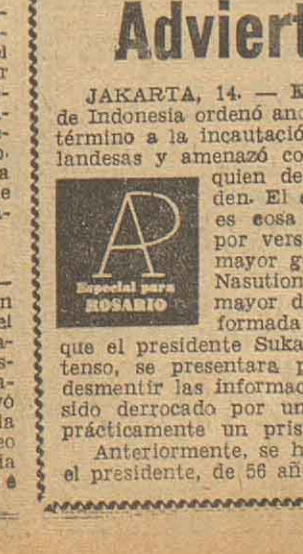 Adviert
JAKARTA, 14. —
de Indonesia ordenó
término a la incautació
landesas y amenazó co
quien de
den. El
es cosa
por vers
mayor g
Nasution
mayor d
formada
AP
Especial para
ROSARIO
que el presidente Suka
tenso, se presentara p
desmentir las informac
sido derrocado por un
prácticamente un pris
Anteriormente, se h
el presidente, de 56 añ